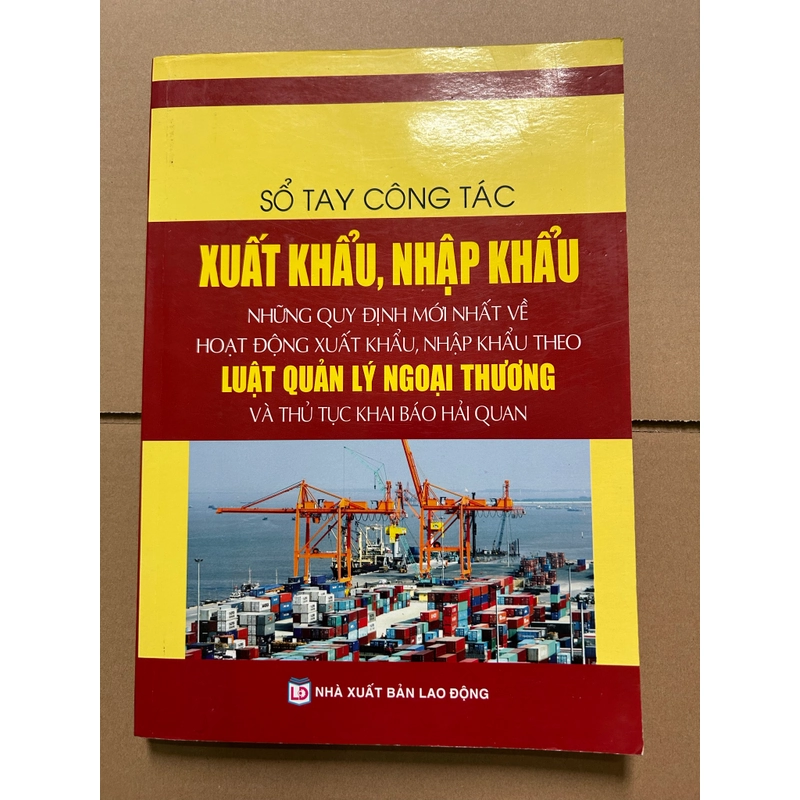 SỔ TAY CÔNG TÁC
XUẤT KHẨU, NHẬP KHẨU
NHỮNG QUY ĐỊNH MỚI NHẤT VỀ
HOẠT ĐỘNG XUẤT KHẨU, NHẬP KHẨU THEO
LUẬT QUẢN LÝ NGOẠI THƯƠNG
VÀ THỦ TỤC KHAI BÁO HẢI QUAN
LĐ NHÀ XUẤT BẢN LAO ĐỘNG